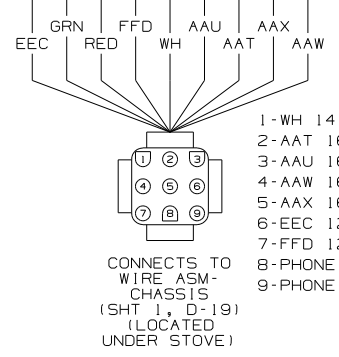 GRN FFD AAU AAX
EEC RED WH AAT AAW
1-WH 14
2-AAT 16
3-AAU 16
4-AAW 16
5-AAX 16
6-EEC 12
7-FFD 12
8-PHONE
9-PHONE
1 2 3
4 5 6
7 8 9
CONNECTS TO
WIRE ASM-
CHASSIS
(SHT 1, D-19)
(LOCATED
UNDER STOVE)